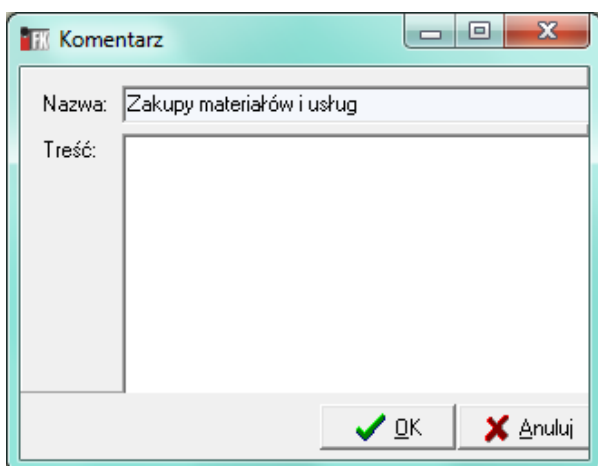 FK Komentarz
Nazwa: Zakupy materiałów i usług
Treść:
OK Anuluj